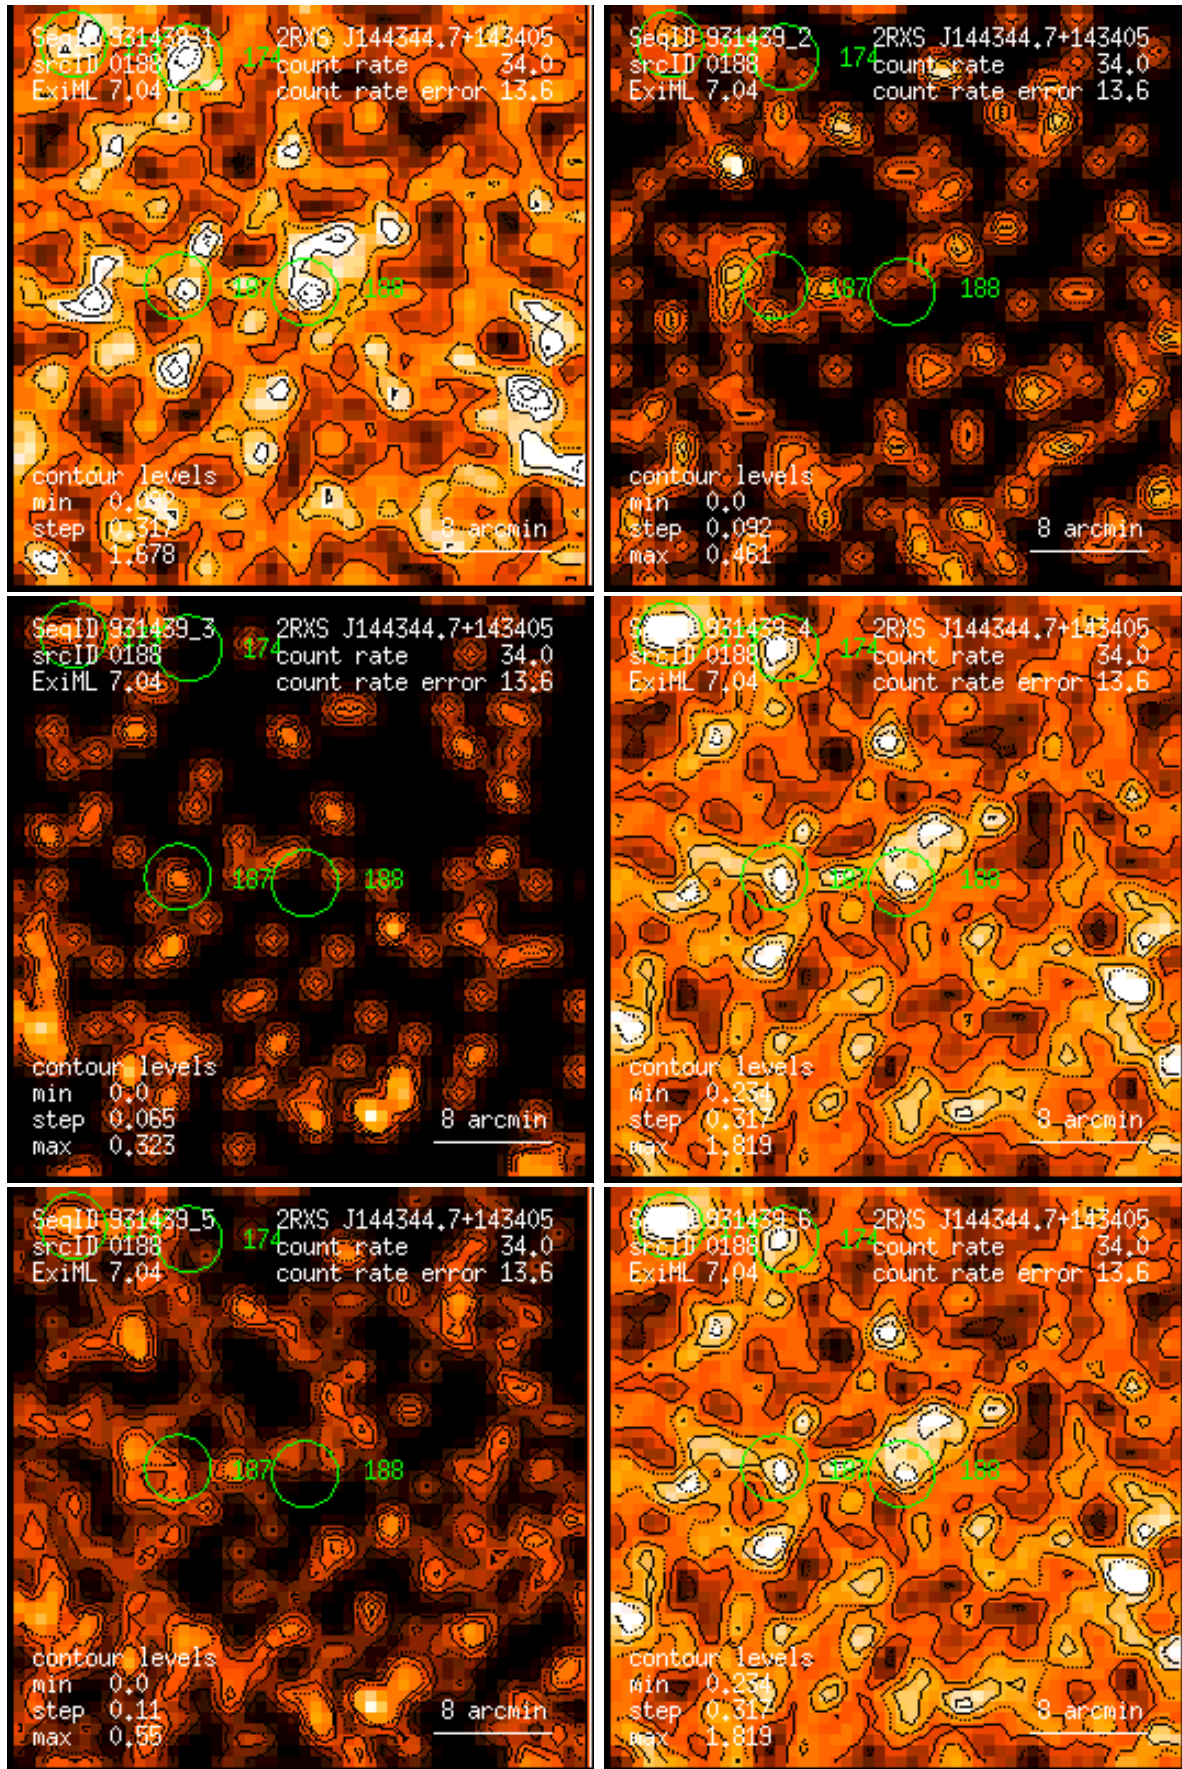 SeqID 931439_1 2RXS J144344.7+143405
srcID 0188 174 count rate 34.0
ExiML 7.04 count rate error 13.6
187 188
contour levels
min 0.092
step 0.317 8 arcmin
max 1.678
SeqID 931439_2 2RXS J144344.7+143405
srcID 0188 174 count rate 34.0
ExiML 7.04 count rate error 13.6
187 188
contour levels
min 0.0
step 0.092 8 arcmin
max 0.461
SeqID 931439_3 2RXS J144344.7+143405
srcID 0188 174 count rate 34.0
ExiML 7.04 count rate error 13.6
187 188
contour levels
min 0.0
step 0.065 8 arcmin
max 0.323
SeqID 931439_4 2RXS J144344.7+143405
srcID 0188 174 count rate 34.0
ExiML 7.04 count rate error 13.6
187 188
contour levels
min 0.234
step 0.317 8 arcmin
max 1.819
SeqID 931439_5 2RXS J144344.7+143405
srcID 0188 174 count rate 34.0
ExiML 7.04 count rate error 13.6
187 188
contour levels
min 0.0
step 0.11 8 arcmin
max 0.55
SeqID 931439_6 2RXS J144344.7+143405
srcID 0188 174 count rate 34.0
ExiML 7.04 count rate error 13.6
187 188
contour levels
min 0.234
step 0.317 8 arcmin
max 1.819